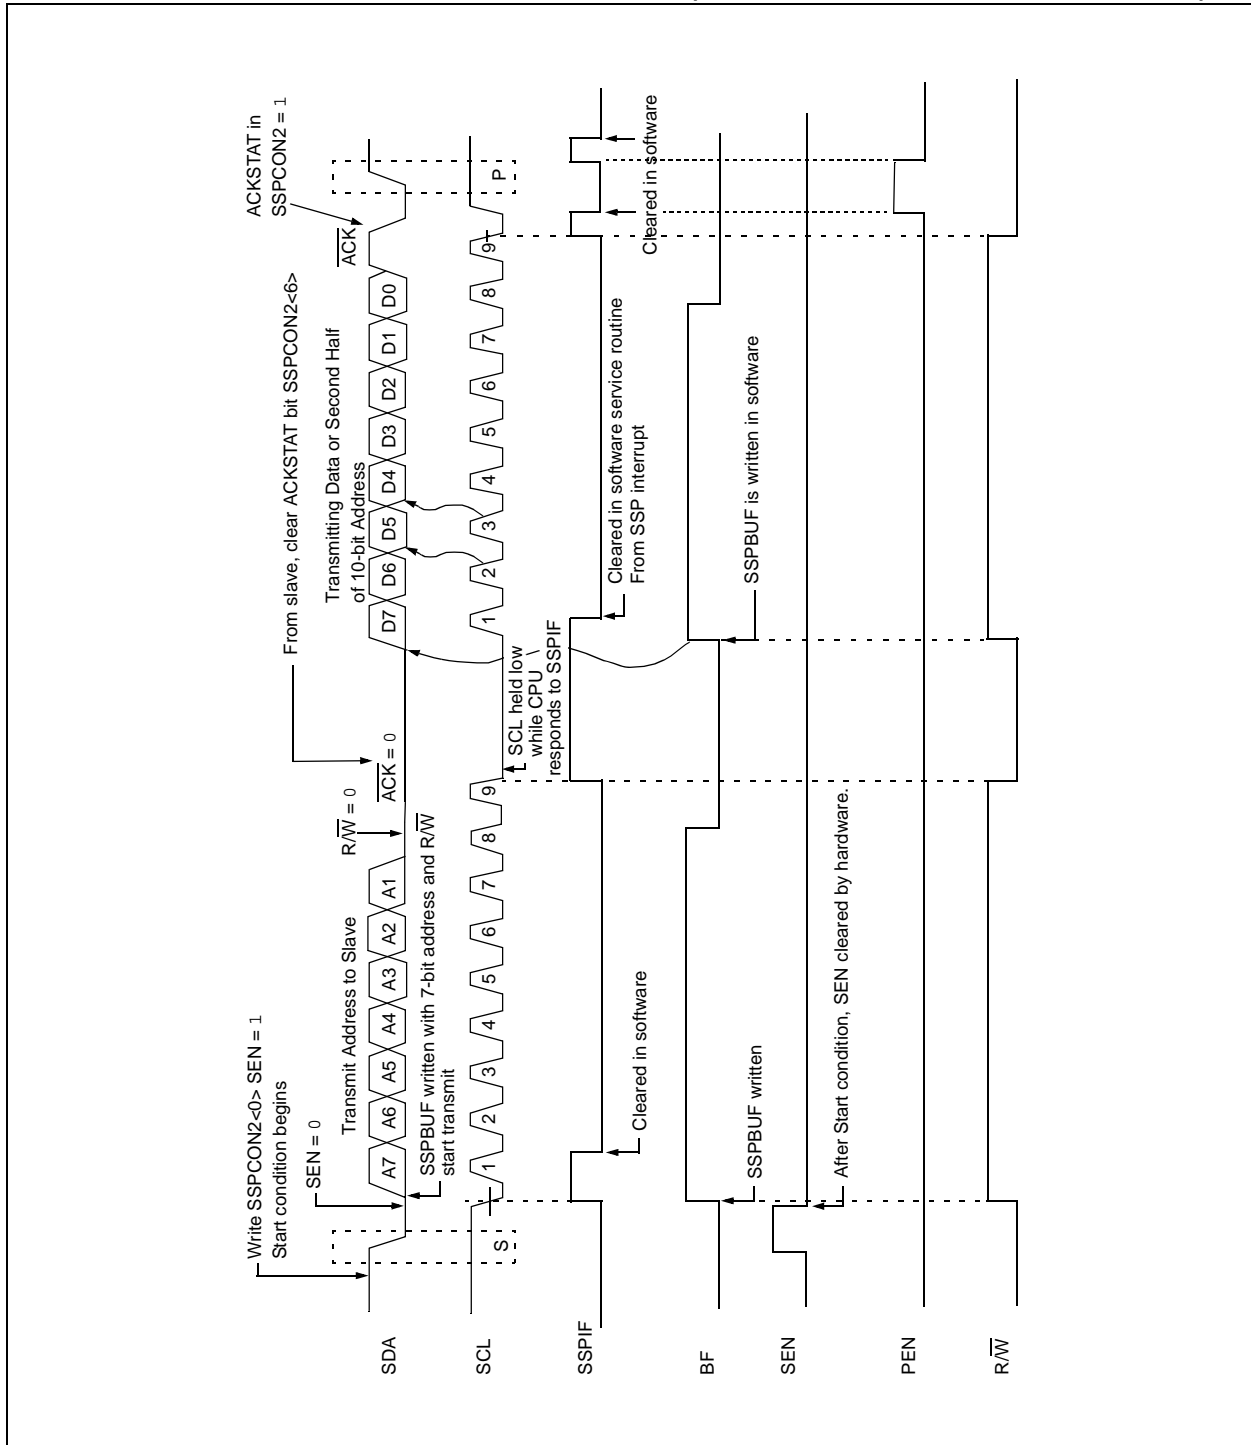 Write SSPCON2<0> SEN = 1
Start condition begins
SEN = 0
Transmit Address to Slave
R/W = 0
From slave, clear ACKSTAT bit SSPCON2<6>
ACK = 0
Transmitting Data or Second Half
of 10-bit Address
ACK
ACKSTAT in
SSPCON2 = 1
SDA
A7 A6 A5 A4 A3 A2 A1
D7 D6 D5 D4 D3 D2 D1 D0
SSPBUF written with 7-bit address and R/W
start transmit
SCL
S
1 2 3 4 5 6 7 8 9
1 2 3 4 5 6 7 8 9
P
SCL held low
while CPU
responds to SSPIF
SSPIF
Cleared in software
Cleared in software service routine
From SSP interrupt
Cleared in software
Cleared in software
BF
SSPBUF written
SSPBUF is written in software
SEN
After Start condition, SEN cleared by hardware.
PEN
R/W